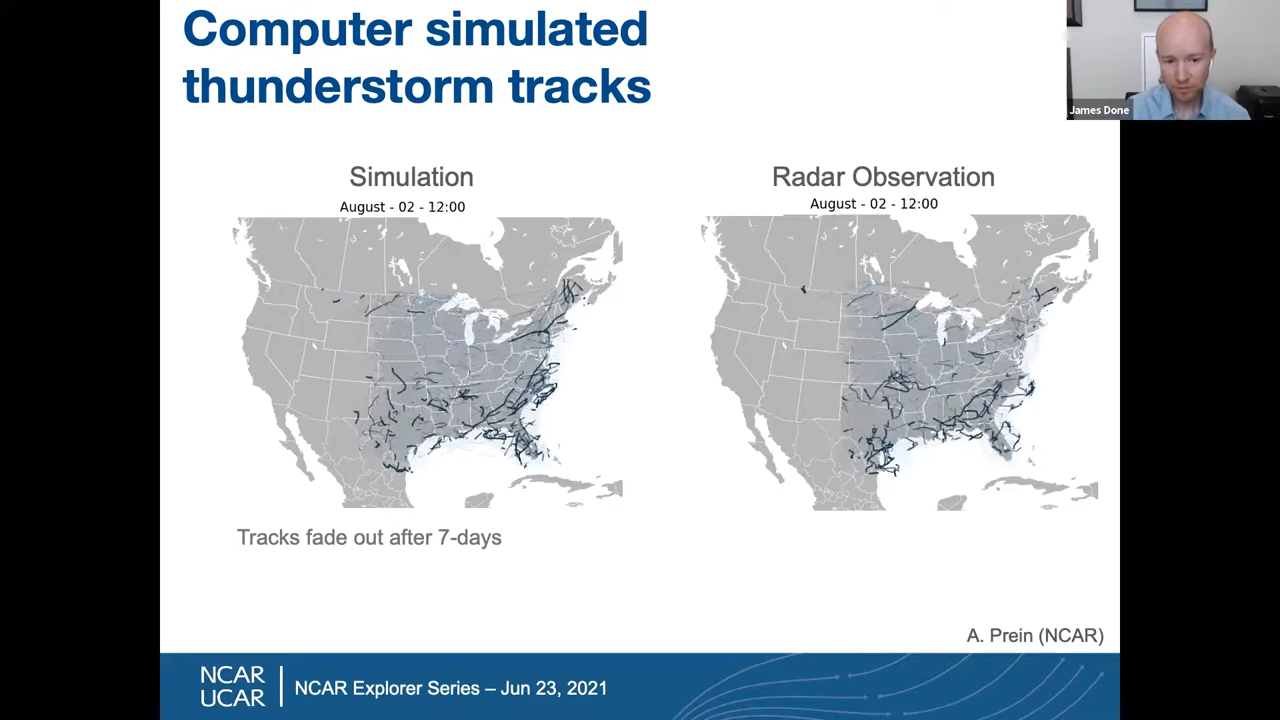 Computer simulated
thunderstorm tracks
James Done
Simulation
August - 02 - 12:00
Radar Observation
August - 02 - 12:00
Tracks fade out after 7-days
A. Prein (NCAR)
NCAR
UCAR
NCAR Explorer Series – Jun 23, 2021